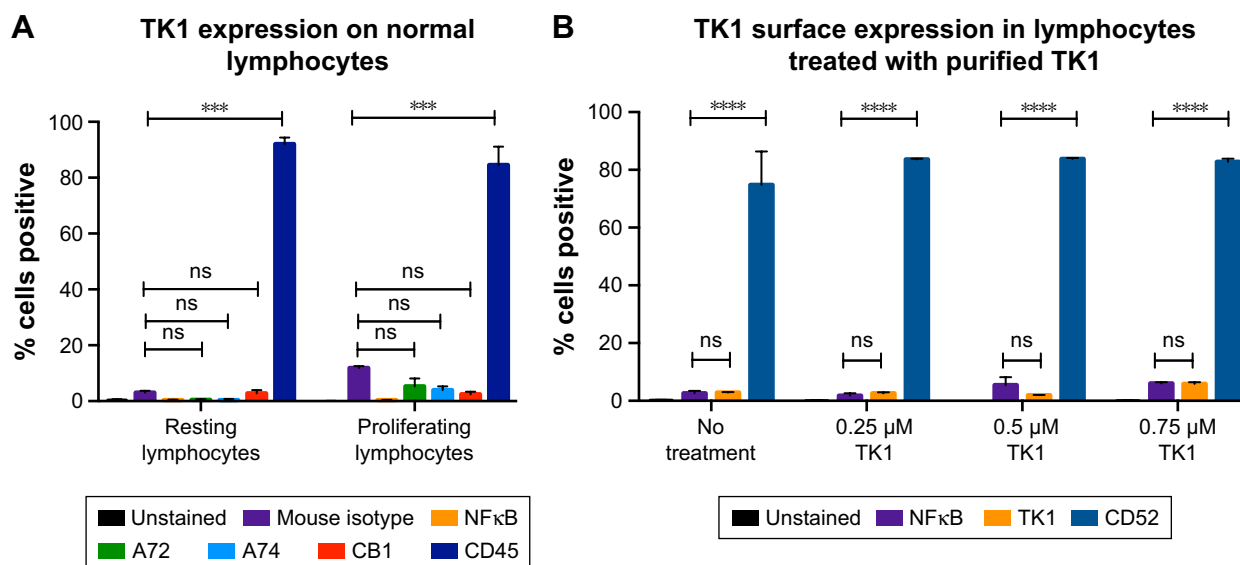 A
TK1 expression on normal
lymphocytes
% cells positive
100
80
60
40
20
0
***
***
ns
ns
ns
ns
ns
ns
Resting
lymphocytes
Proliferating
lymphocytes
Unstained Mouse isotype NFκB
A72 A74 CB1 CD45
B
TK1 surface expression in lymphocytes
treated with purified TK1
% cells positive
100
80
60
40
20
0
****
****
****
****
ns
ns
ns
ns
No
treatment
0.25 µM
TK1
0.5 µM
TK1
0.75 µM
TK1
Unstained NFκB TK1 CD52